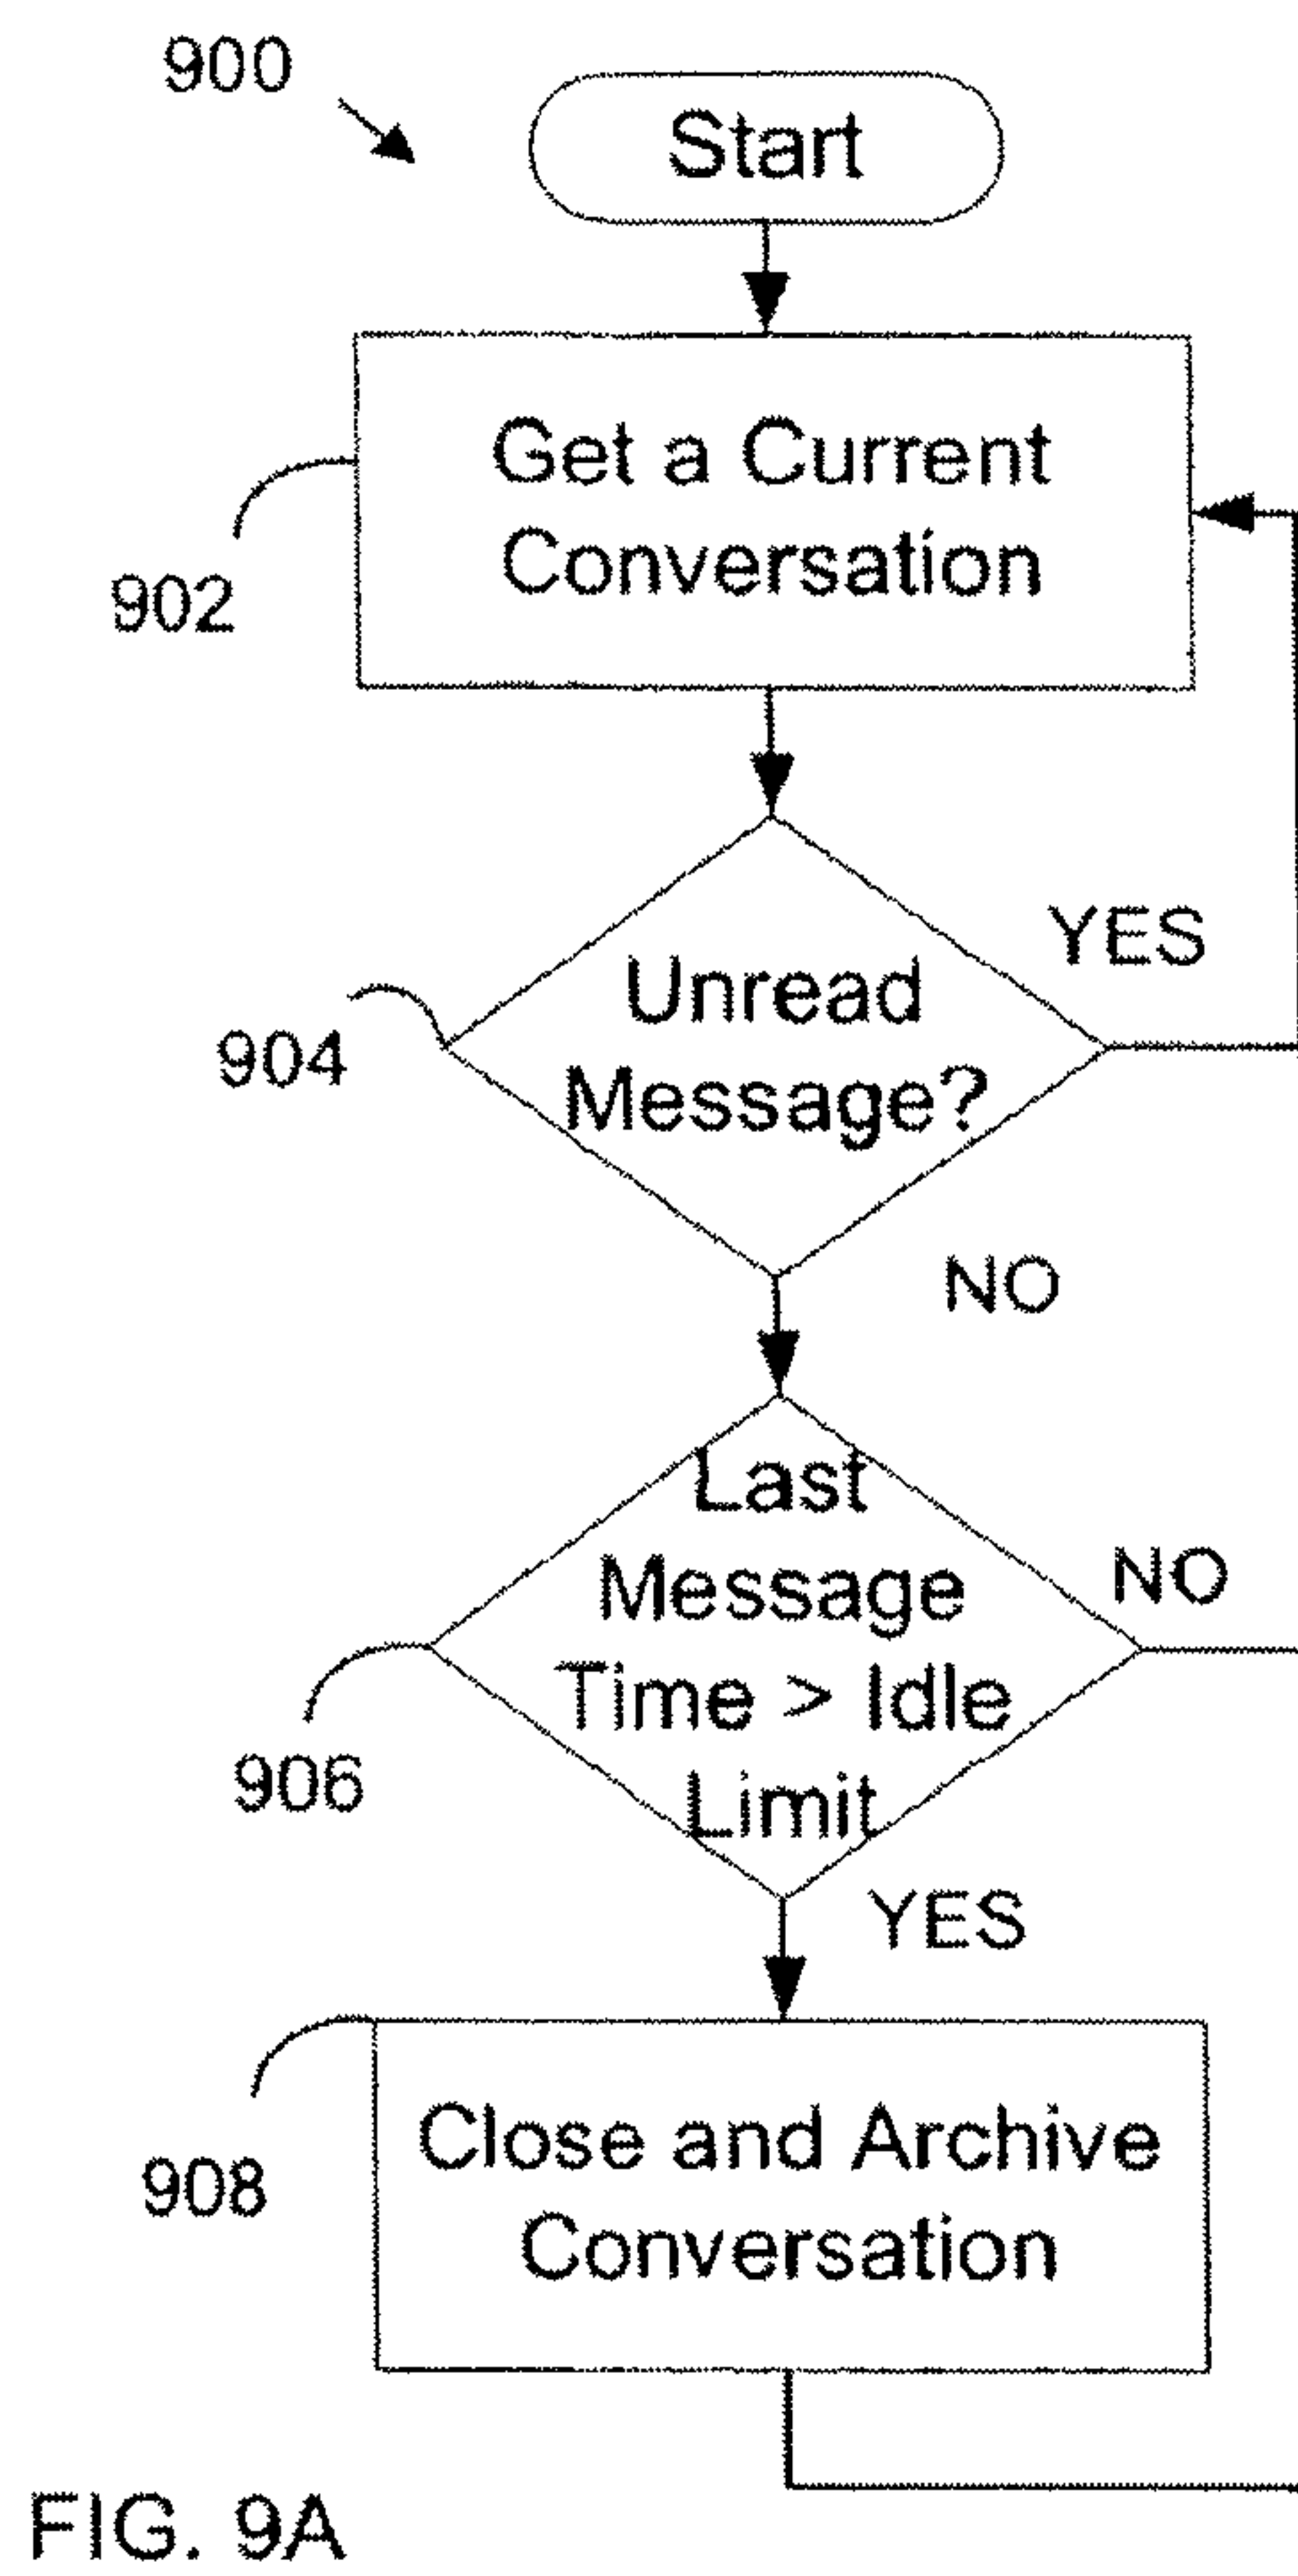 900
Start
Get a Current
Conversation
902
YES
Unread
904
Message?
NO
Last
NO
Message
Time > Idle
906
Limit
YES
Close and Archive
908
Conversation
FIG. 9A